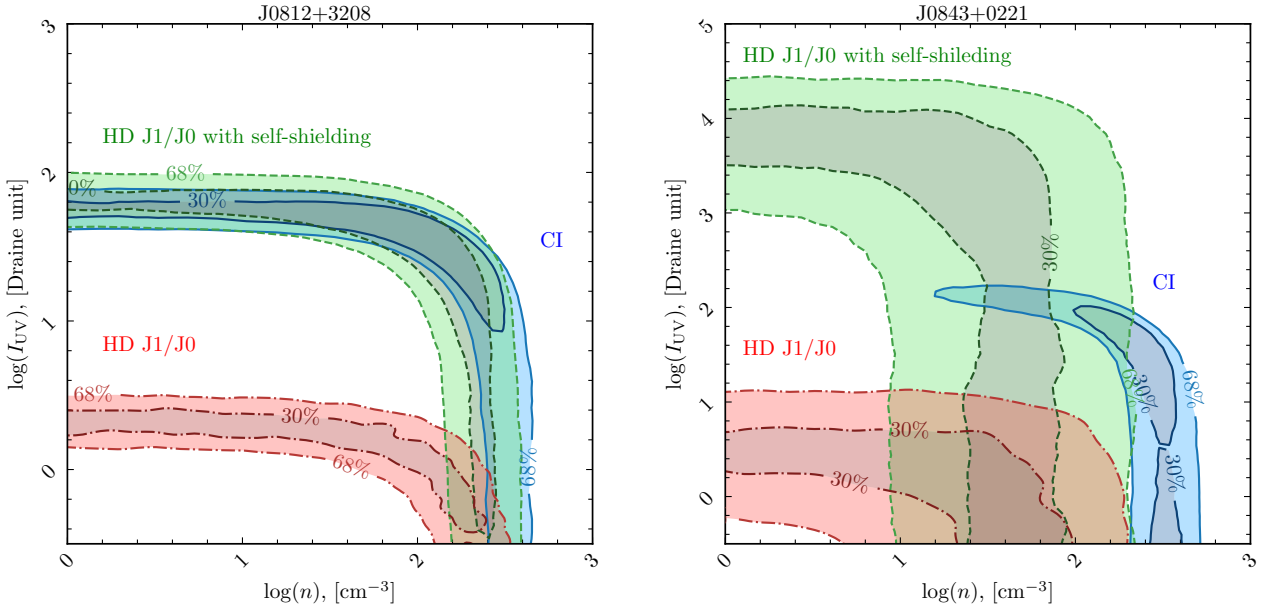 J0812+3208
3
HD J1/J0 with self-shielding
68%
2
0%
30%
CI
log(I_UV), [Draine unit]
1
HD J1/J0
68%
30%
68%
68%
0
0
1
2
3
log(n), [cm⁻³]
J0843+0221
5
HD J1/J0 with self-shileding
4
3
30%
log(I_UV), [Draine unit]
CI
2
HD J1/J0
68%
30%
68%
1
30%
30%
30%
0
0
1
2
3
log(n), [cm⁻³]